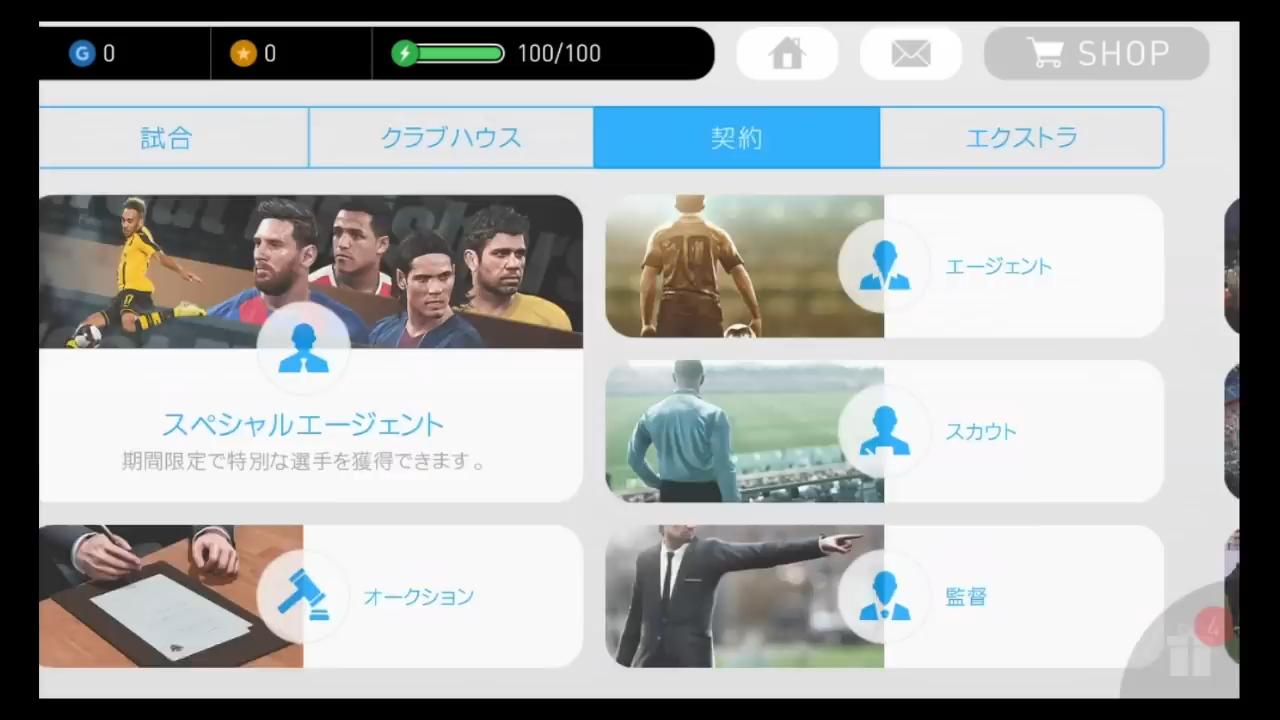 G 0
0
100/100
SHOP
試合
クラブハウス
契約
エクストラ
スペシャルエージェント
期間限定で特別な選手を獲得できます。
エージェント
スカウト
オークション
監督
4